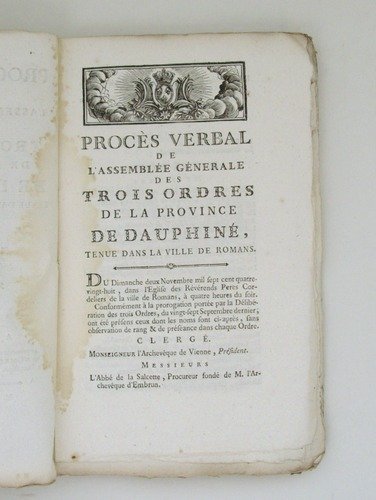 PROCÈS VERBAL
DE
L'ASSEMBLÉE GÉNERALE
DES
TROIS ORDRES
DE LA PROVINCE
DE DAUPHINÉ,
TENUE DANS LA VILLE DE ROMANS.
DU Dimanche deux Novembre mil sept cent quatre-
vingt-huit, dans l'Eglise des Révérends Peres Cor-
deliers de la ville de Romans, à quatre heures du soir.
Conformément à la prorogation portée par la Délibé-
ration des trois Ordres, du vingt-sept Septembre dernier,
ont été présens ceux dont les noms sont ci-après, sans
observation de rang & de préséance dans chaque Ordre.
CLERGÉ.
MONSEIGNEUR l'Archevêque de Vienne, Président.
MESSIEURS
L'Abbé de la Salcette, Procureur fondé de M. l'Ar-
chevêque d'Embrun.